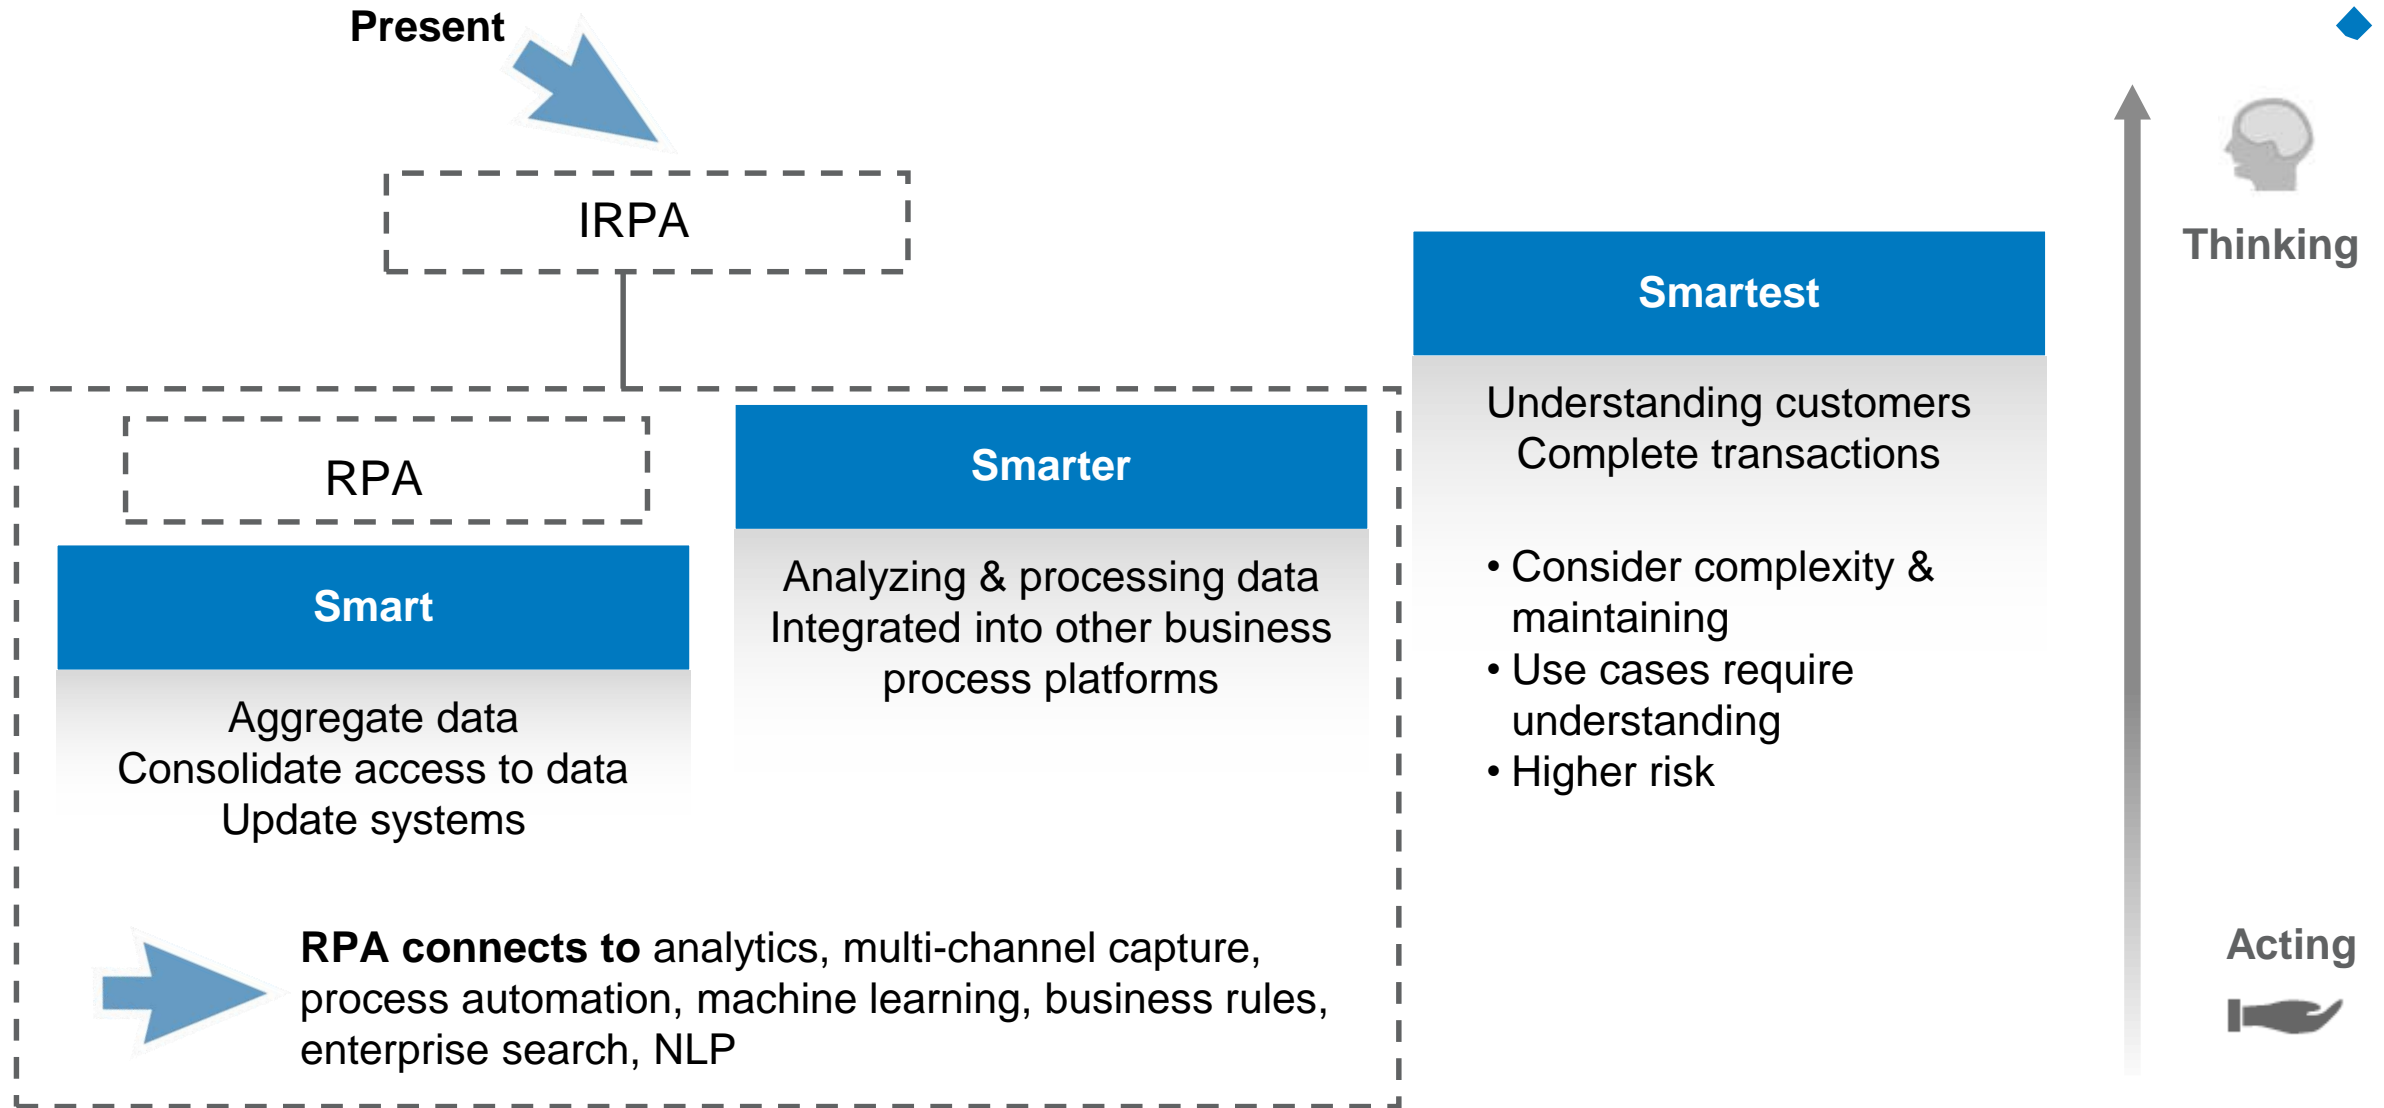 Present
IRPA
RPA
Smart
Aggregate data
Consolidate access to data
Update systems
Smarter
Analyzing & processing data
Integrated into other business
process platforms
RPA connects to analytics, multi-channel capture,
process automation, machine learning, business rules,
enterprise search, NLP
Smartest
Understanding customers
Complete transactions
• Consider complexity &
maintaining
• Use cases require
understanding
• Higher risk
Thinking
Acting